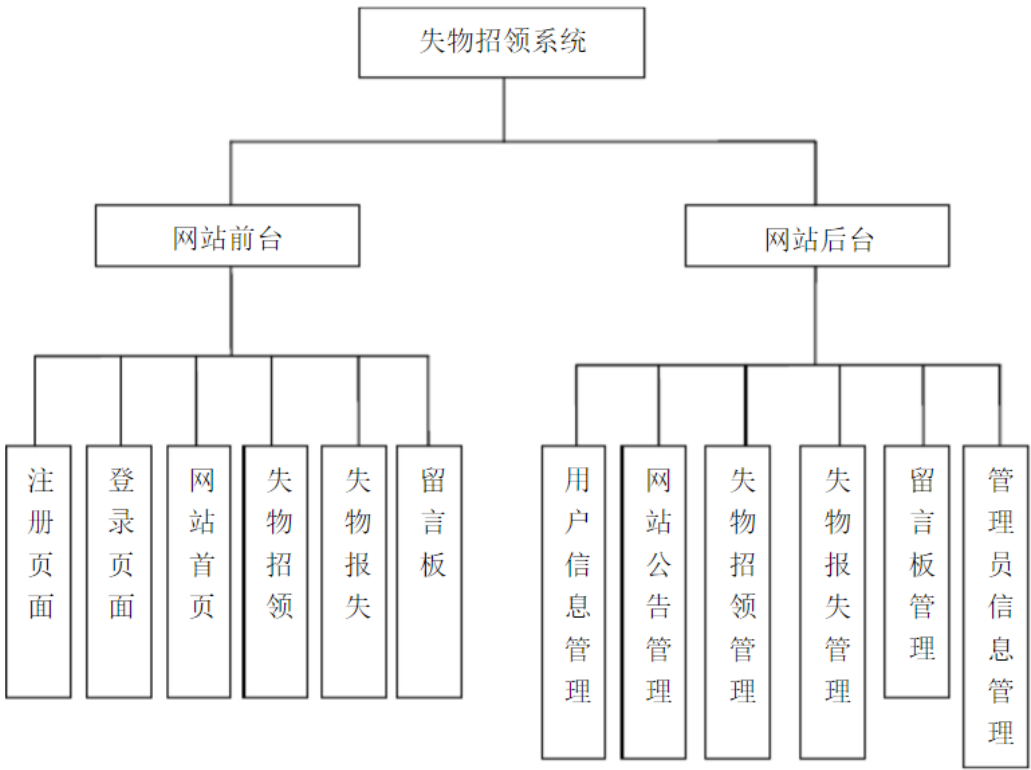 失物招领系统
网站前台
网站后台
注册页面
登录页面
网站首页
失物招领
失物报失
留言板
用户信息管理
网站公告管理
失物招领管理
失物报失管理
留言板管理
管理员信息管理